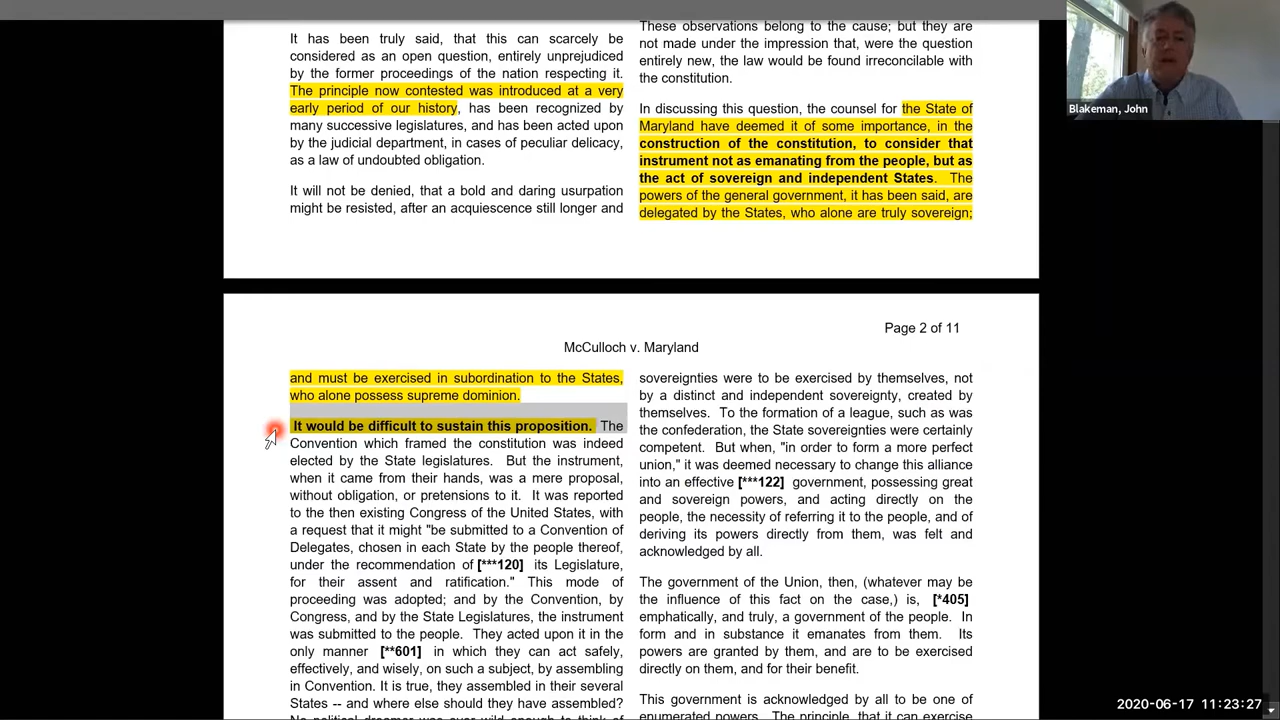 It has been truly said, that this can scarcely be
considered as an open question, entirely unprejudiced
by the former proceedings of the nation respecting it.
The principle now contested was introduced at a very
early period of our history, has been recognized by
many successive legislatures, and has been acted upon
by the judicial department, in cases of peculiar delicacy,
as a law of undoubted obligation.
It will not be denied, that a bold and daring usurpation
might be resisted, after an acquiescence still longer and
These observations belong to the cause; but they are
not made under the impression that, were the question
entirely new, the law would be found irreconcilable with
the constitution.
In discussing this question, the counsel for the State of
Maryland have deemed it of some importance, in the
construction of the constitution, to consider that
instrument not as emanating from the people, but as
the act of sovereign and independent States. The
powers of the general government, it has been said, are
delegated by the States, who alone are truly sovereign;
Blakeman, John
Page 2 of 11
McCulloch v. Maryland
and must be exercised in subordination to the States,
who alone possess supreme dominion.
It would be difficult to sustain this proposition. The
Convention which framed the constitution was indeed
elected by the State legislatures. But the instrument,
when it came from their hands, was a mere proposal,
without obligation, or pretensions to it. It was reported
to the then existing Congress of the United States, with
a request that it might "be submitted to a Convention of
Delegates, chosen in each State by the people thereof,
under the recommendation of [***120] its Legislature,
for their assent and ratification." This mode of
proceeding was adopted; and by the Convention, by
Congress, and by the State Legislatures, the instrument
was submitted to the people. They acted upon it in the
only manner [**601] in which they can act safely,
effectively, and wisely, on such a subject, by assembling
in Convention. It is true, they assembled in their several
States -- and where else should they have assembled?
No political dreamer was ever wild enough to think of
sovereignties were to be exercised by themselves, not
by a distinct and independent sovereignty, created by
themselves. To the formation of a league, such as was
the confederation, the State sovereignties were certainly
competent. But when, "in order to form a more perfect
union," it was deemed necessary to change this alliance
into an effective [***122] government, possessing great
and sovereign powers, and acting directly on the
people, the necessity of referring it to the people, and of
deriving its powers directly from them, was felt and
acknowledged by all.
The government of the Union, then, (whatever may be
the influence of this fact on the case,) is, [*405]
emphatically, and truly, a government of the people. In
form and in substance it emanates from them. Its
powers are granted by them, and are to be exercised
directly on them, and for their benefit.
This government is acknowledged by all to be one of
enumerated powers. The principle, that it can exercise
2020-06-17 11:23:27